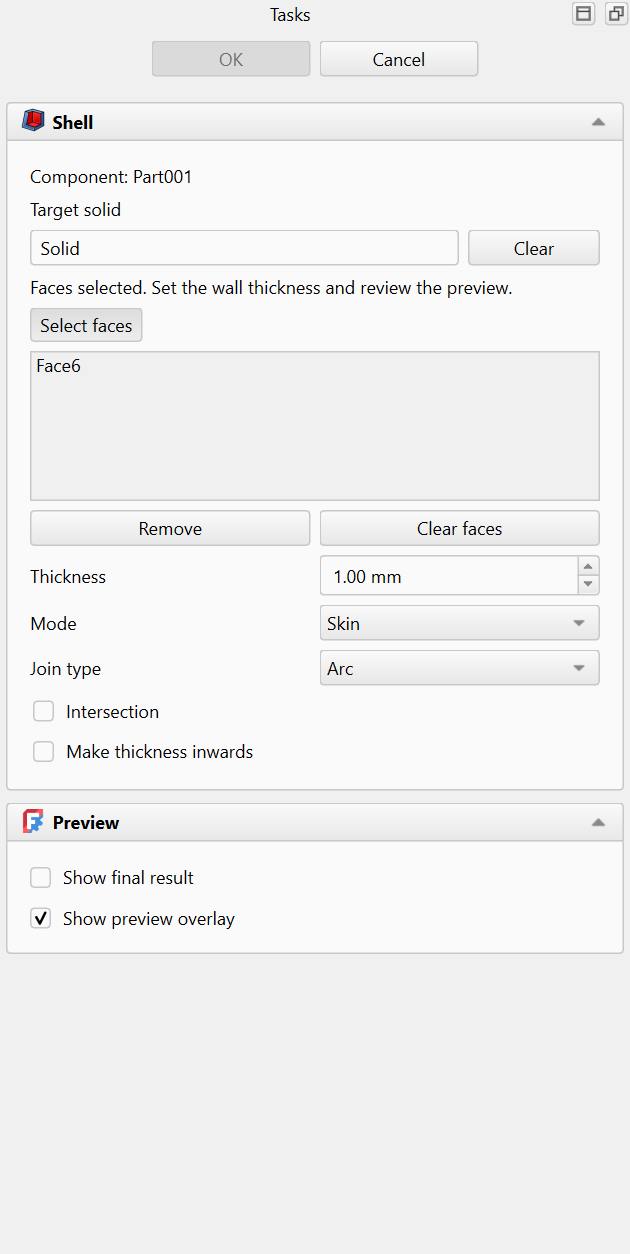 Tasks
OK Cancel
Shell
Component: Part001
Target solid
Solid Clear
Faces selected. Set the wall thickness and review the preview.
Select faces
Face6
Remove Clear faces
Thickness 1.00 mm
Mode Skin
Join type Arc
Intersection
Make thickness inwards
Preview
Show final result
Show preview overlay